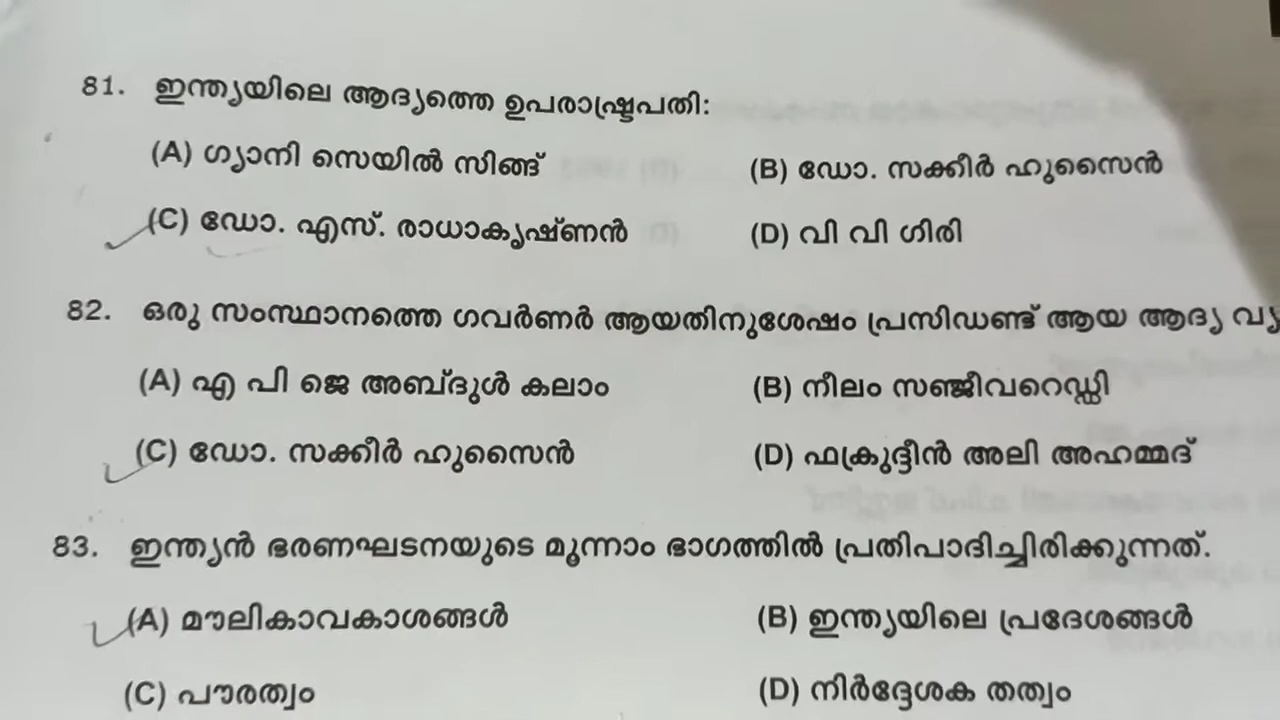 81. ഇന്ത്യയിലെ ആദ്യത്തെ ഉപരാഷ്ട്രപതി:
(A) ഗ്യാനി സെയിൽ സിങ്ങ് (B) ഡോ. സക്കീർ ഹുസൈൻ
(C) ഡോ. എസ്. രാധാകൃഷ്ണൻ (D) വി വി ഗിരി
82. ഒരു സംസ്ഥാനത്തെ ഗവർണർ ആയതിനുശേഷം പ്രസിഡണ്ട് ആയ ആദ്യ
(A) എ പി ജെ അബ്ദുൾ കലാം (B) നീലം സഞ്ജീവറെഡ്ഡി
(C) ഡോ. സക്കീർ ഹുസൈൻ (D) ഫക്രുദ്ദീൻ അലി അഹമ്മദ്
83. ഇന്ത്യൻ ഭരണഘടനയുടെ മൂന്നാം ഭാഗത്തിൽ പ്രതിപാദിച്ചിരിക്കുന്നത്.
(A) മൗലികാവകാശങ്ങൾ (B) ഇന്ത്യയിലെ പ്രദേശങ്ങൾ
(C) പൗരത്വം (D) നിർദ്ദേശക തത്വം